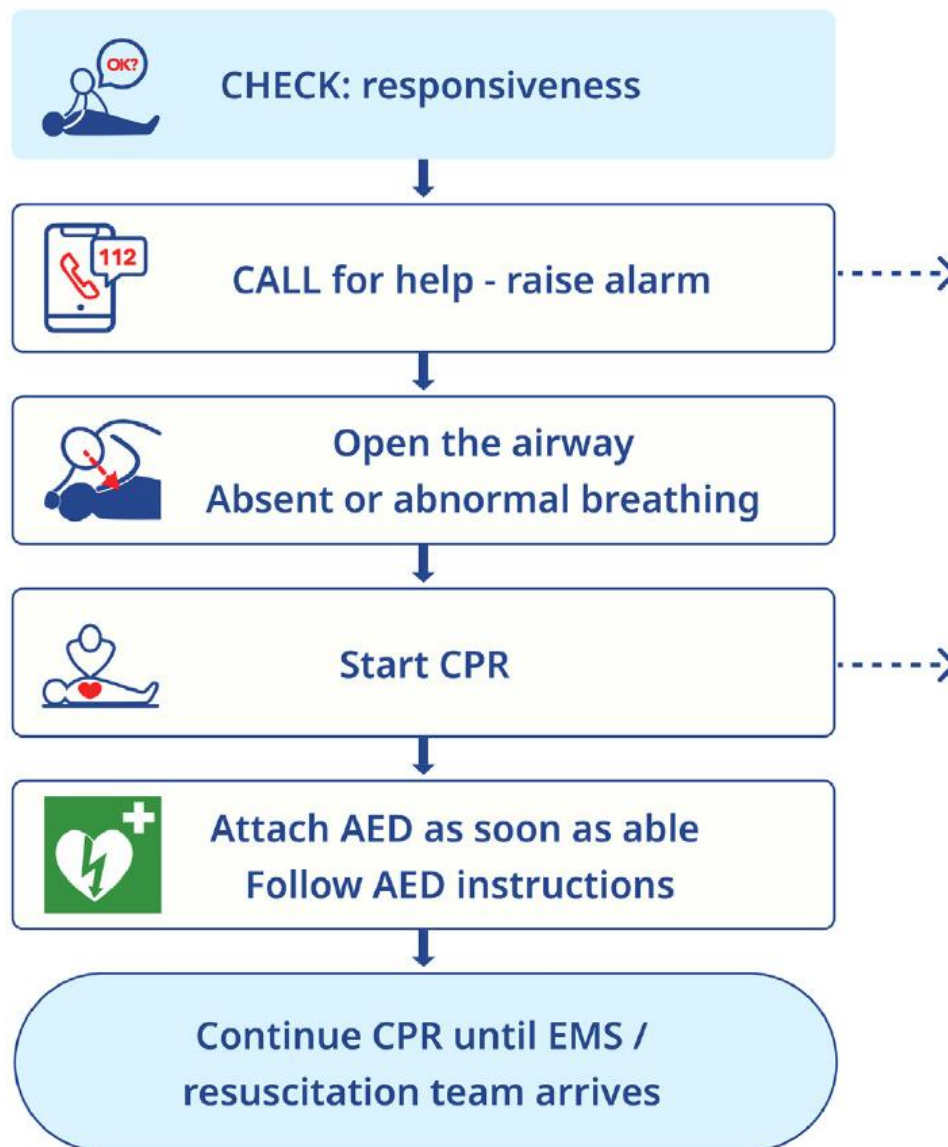 OK?
CHECK: responsiveness
112
CALL for help - raise alarm
Open the airway
Absent or abnormal breathing
Start CPR
Attach AED as soon as able
Follow AED instructions
Continue CPR until EMS /
resuscitation team arrives